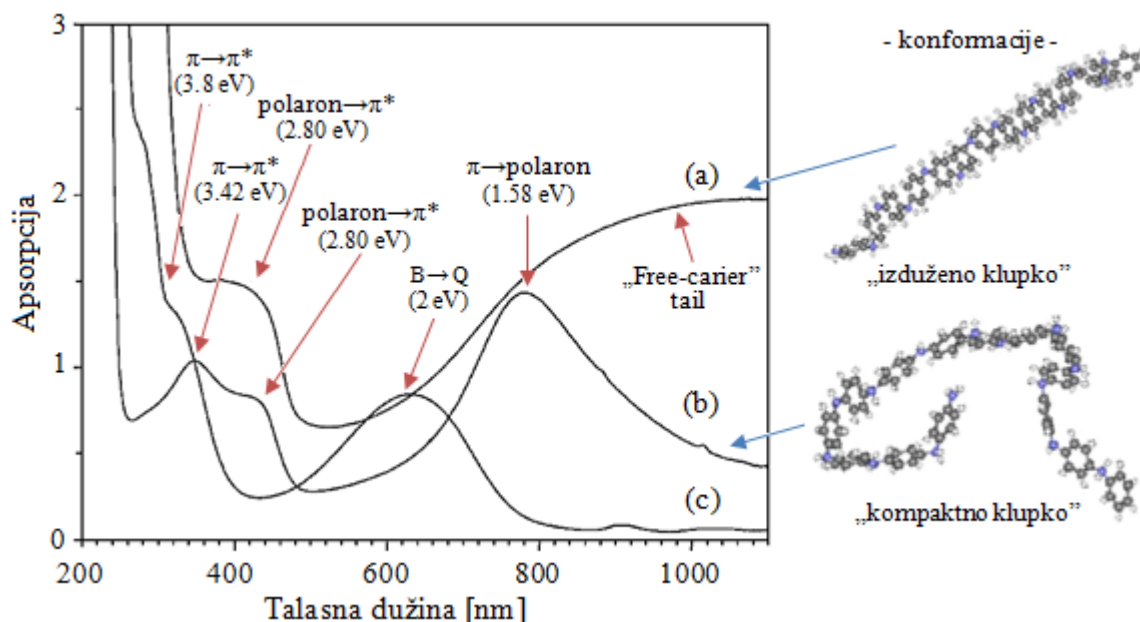 3
2
1
0
Apsorpcija
200
400
600
800
1000
Talasna dužina [nm]
π→π*
(3.8 eV)
polaron→π*
(2.80 eV)
π→π*
(3.42 eV)
polaron→π*
(2.80 eV)
B→Q
(2 eV)
π→polaron
(1.58 eV)
„Free-carier”
tail
(a)
(b)
(c)
- konformacije -
„izduženo klupko”
„kompaktno klupko”